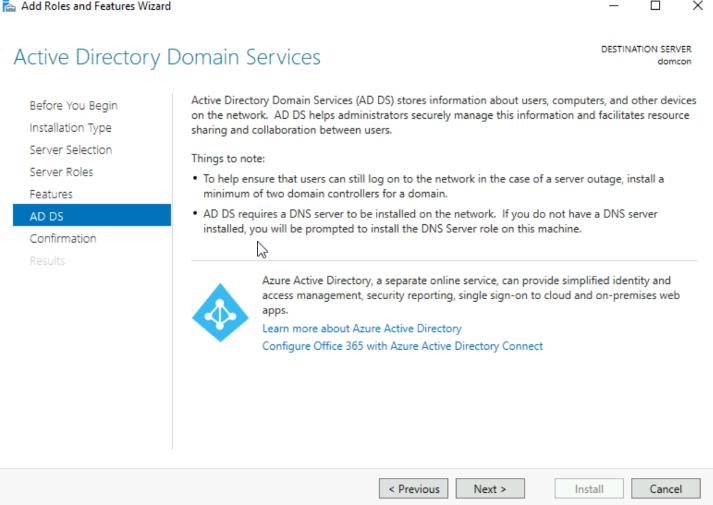 Add Roles and Features Wizard
Active Directory Domain Services
DESTINATION SERVER
domcon
Before You Begin
Installation Type
Server Selection
Server Roles
Features
AD DS
Confirmation
Results
Active Directory Domain Services (AD DS) stores information about users, computers, and other devices
on the network. AD DS helps administrators securely manage this information and facilitates resource
sharing and collaboration between users.
Things to note:
• To help ensure that users can still log on to the network in the case of a server outage, install a
minimum of two domain controllers for a domain.
• AD DS requires a DNS server to be installed on the network. If you do not have a DNS server
installed, you will be prompted to install the DNS Server role on this machine.
Azure Active Directory, a separate online service, can provide simplified identity and
access management, security reporting, single sign-on to cloud and on-premises web
apps.
Learn more about Azure Active Directory
Configure Office 365 with Azure Active Directory Connect
< Previous
Next >
Install
Cancel